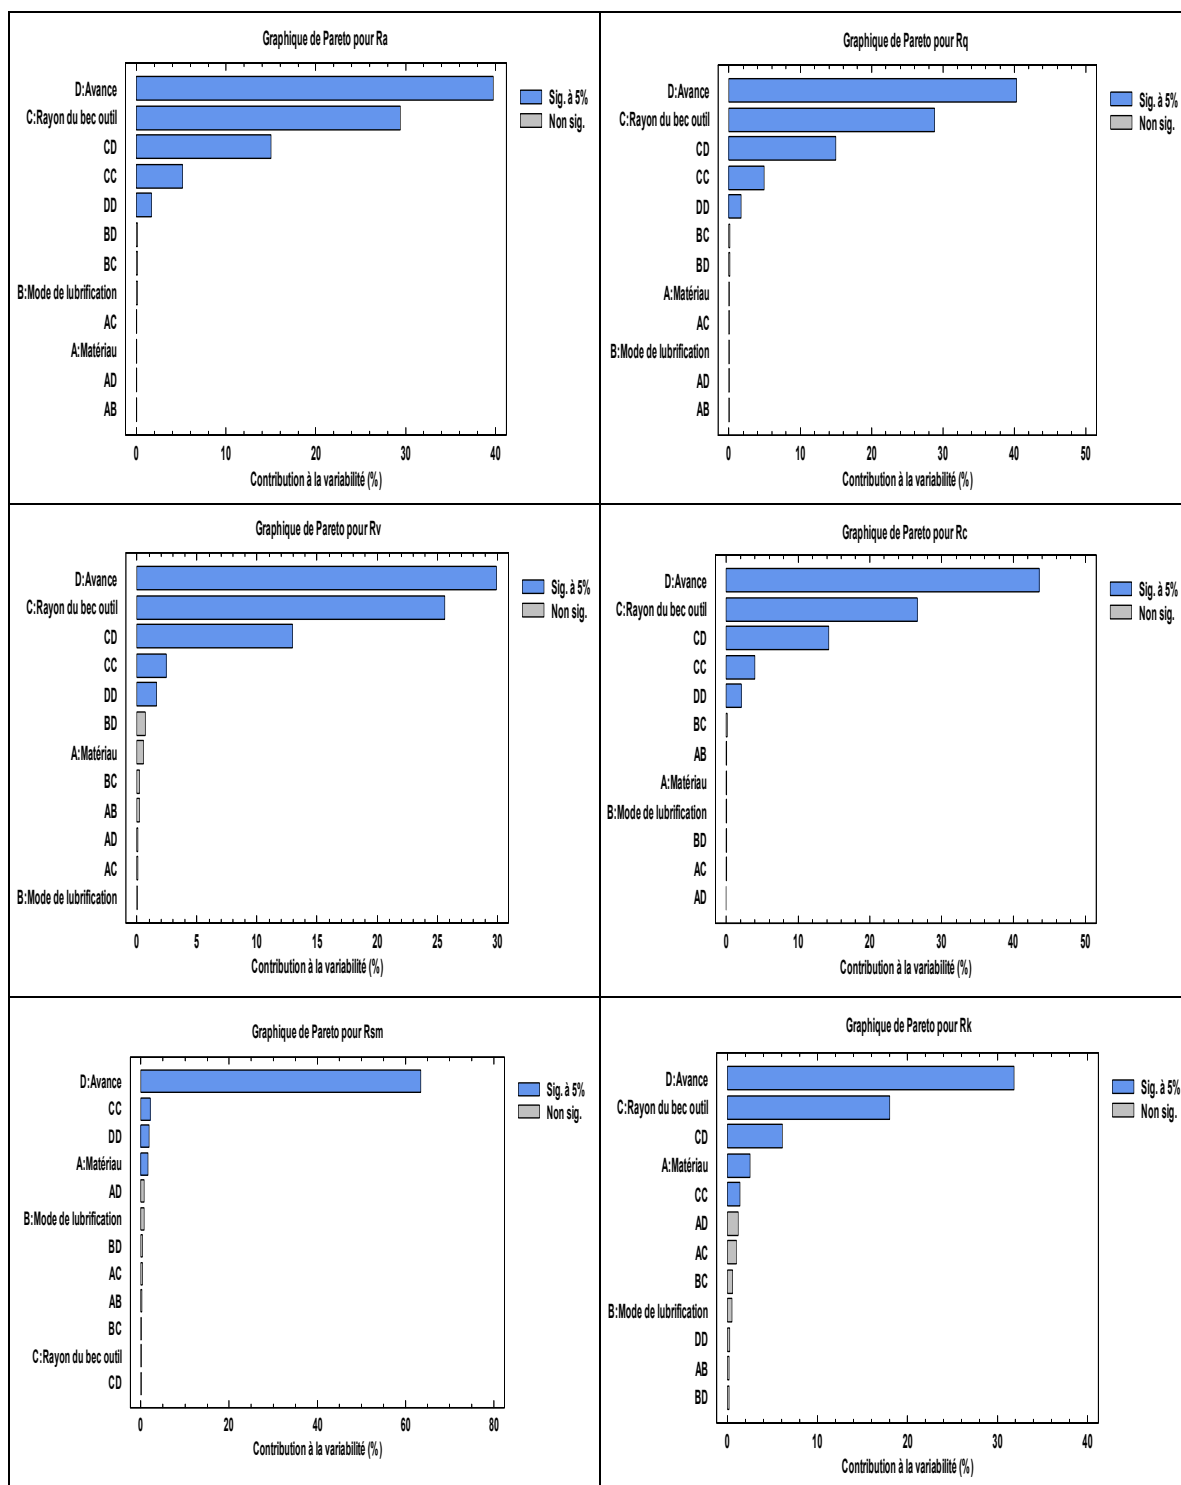 Graphique de Pareto pour Ra
D:Avance
C:Rayon du bec outil
CD
CC
DD
BD
BC
B:Mode de lubrification
AC
A:Matériau
AD
AB
0 10 20 30 40
Contribution à la variabilité (%)
Sig. à 5%
Non sig.
Graphique de Pareto pour Rq
D:Avance
C:Rayon du bec outil
CD
CC
DD
BC
BD
A:Matériau
AC
B:Mode de lubrification
AD
AB
0 10 20 30 40 50
Contribution à la variabilité (%)
Sig. à 5%
Non sig.
Graphique de Pareto pour Rv
D:Avance
C:Rayon du bec outil
CD
CC
DD
BD
A:Matériau
BC
AB
AD
AC
B:Mode de lubrification
0 5 10 15 20 25 30
Contribution à la variabilité (%)
Sig. à 5%
Non sig.
Graphique de Pareto pour Rc
D:Avance
C:Rayon du bec outil
CD
CC
DD
BC
AB
A:Matériau
B:Mode de lubrification
BD
AC
AD
0 10 20 30 40 50
Contribution à la variabilité (%)
Sig. à 5%
Non sig.
Graphique de Pareto pour Rsm
D:Avance
CC
DD
A:Matériau
AD
B:Mode de lubrification
BD
AC
AB
BC
C:Rayon du bec outil
CD
0 20 40 60 80
Contribution à la variabilité (%)
Sig. à 5%
Non sig.
Graphique de Pareto pour Rk
D:Avance
C:Rayon du bec outil
CD
A:Matériau
CC
AD
AC
BC
B:Mode de lubrification
DD
AB
BD
0 10 20 30 40
Contribution à la variabilité (%)
Sig. à 5%
Non sig.